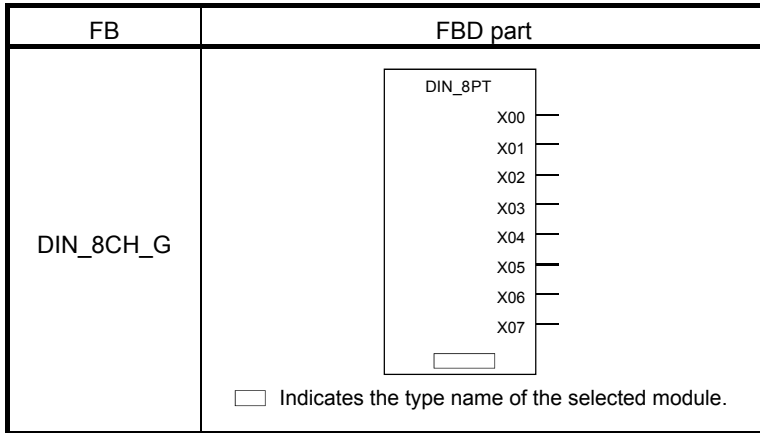 FB
FBD part
DIN_8CH_G
DIN_8PT
X00
X01
X02
X03
X04
X05
X06
X07
Indicates the type name of the selected module.